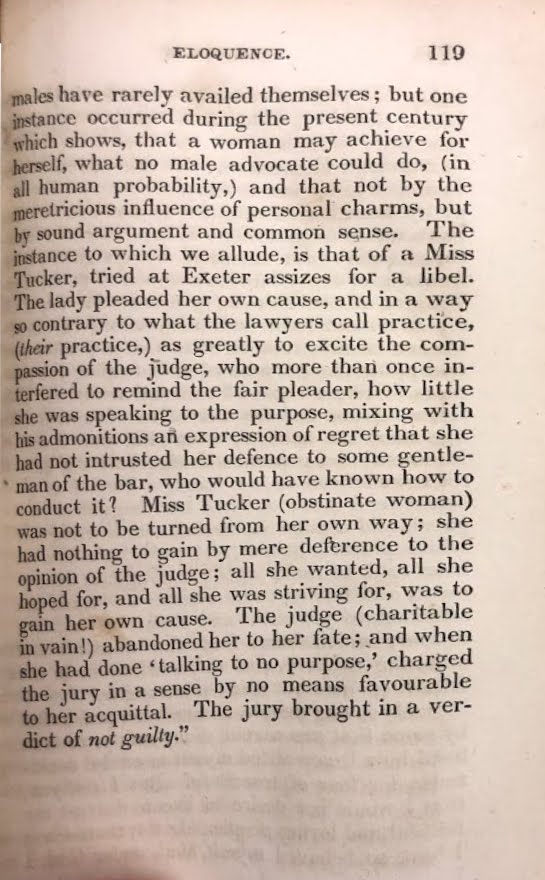 ELOQUENCE. 119
males have rarely availed themselves; but one
instance occurred during the present century
which shows, that a woman may achieve for
herself, what no male advocate could do, (in
all human probability,) and that not by the
meretricious influence of personal charms, but
by sound argument and common sense. The
instance to which we allude, is that of a Miss
Tucker, tried at Exeter assizes for a libel.
The lady pleaded her own cause, and in a way
so contrary to what the lawyers call practice,
(their practice,) as greatly to excite the com-
passion of the judge, who more than once in-
terfered to remind the fair pleader, how little
she was speaking to the purpose, mixing with
his admonitions an expression of regret that she
had not intrusted her defence to some gentle-
man of the bar, who would have known how to
conduct it? Miss Tucker (obstinate woman)
was not to be turned from her own way; she
had nothing to gain by mere deference to the
opinion of the judge; all she wanted, all she
hoped for, and all she was striving for, was to
gain her own cause. The judge (charitable
in vain!) abandoned her to her fate; and when
she had done ‘talking to no purpose,’ charged
the jury in a sense by no means favourable
to her acquittal. The jury brought in a ver-
dict of not guilty.”